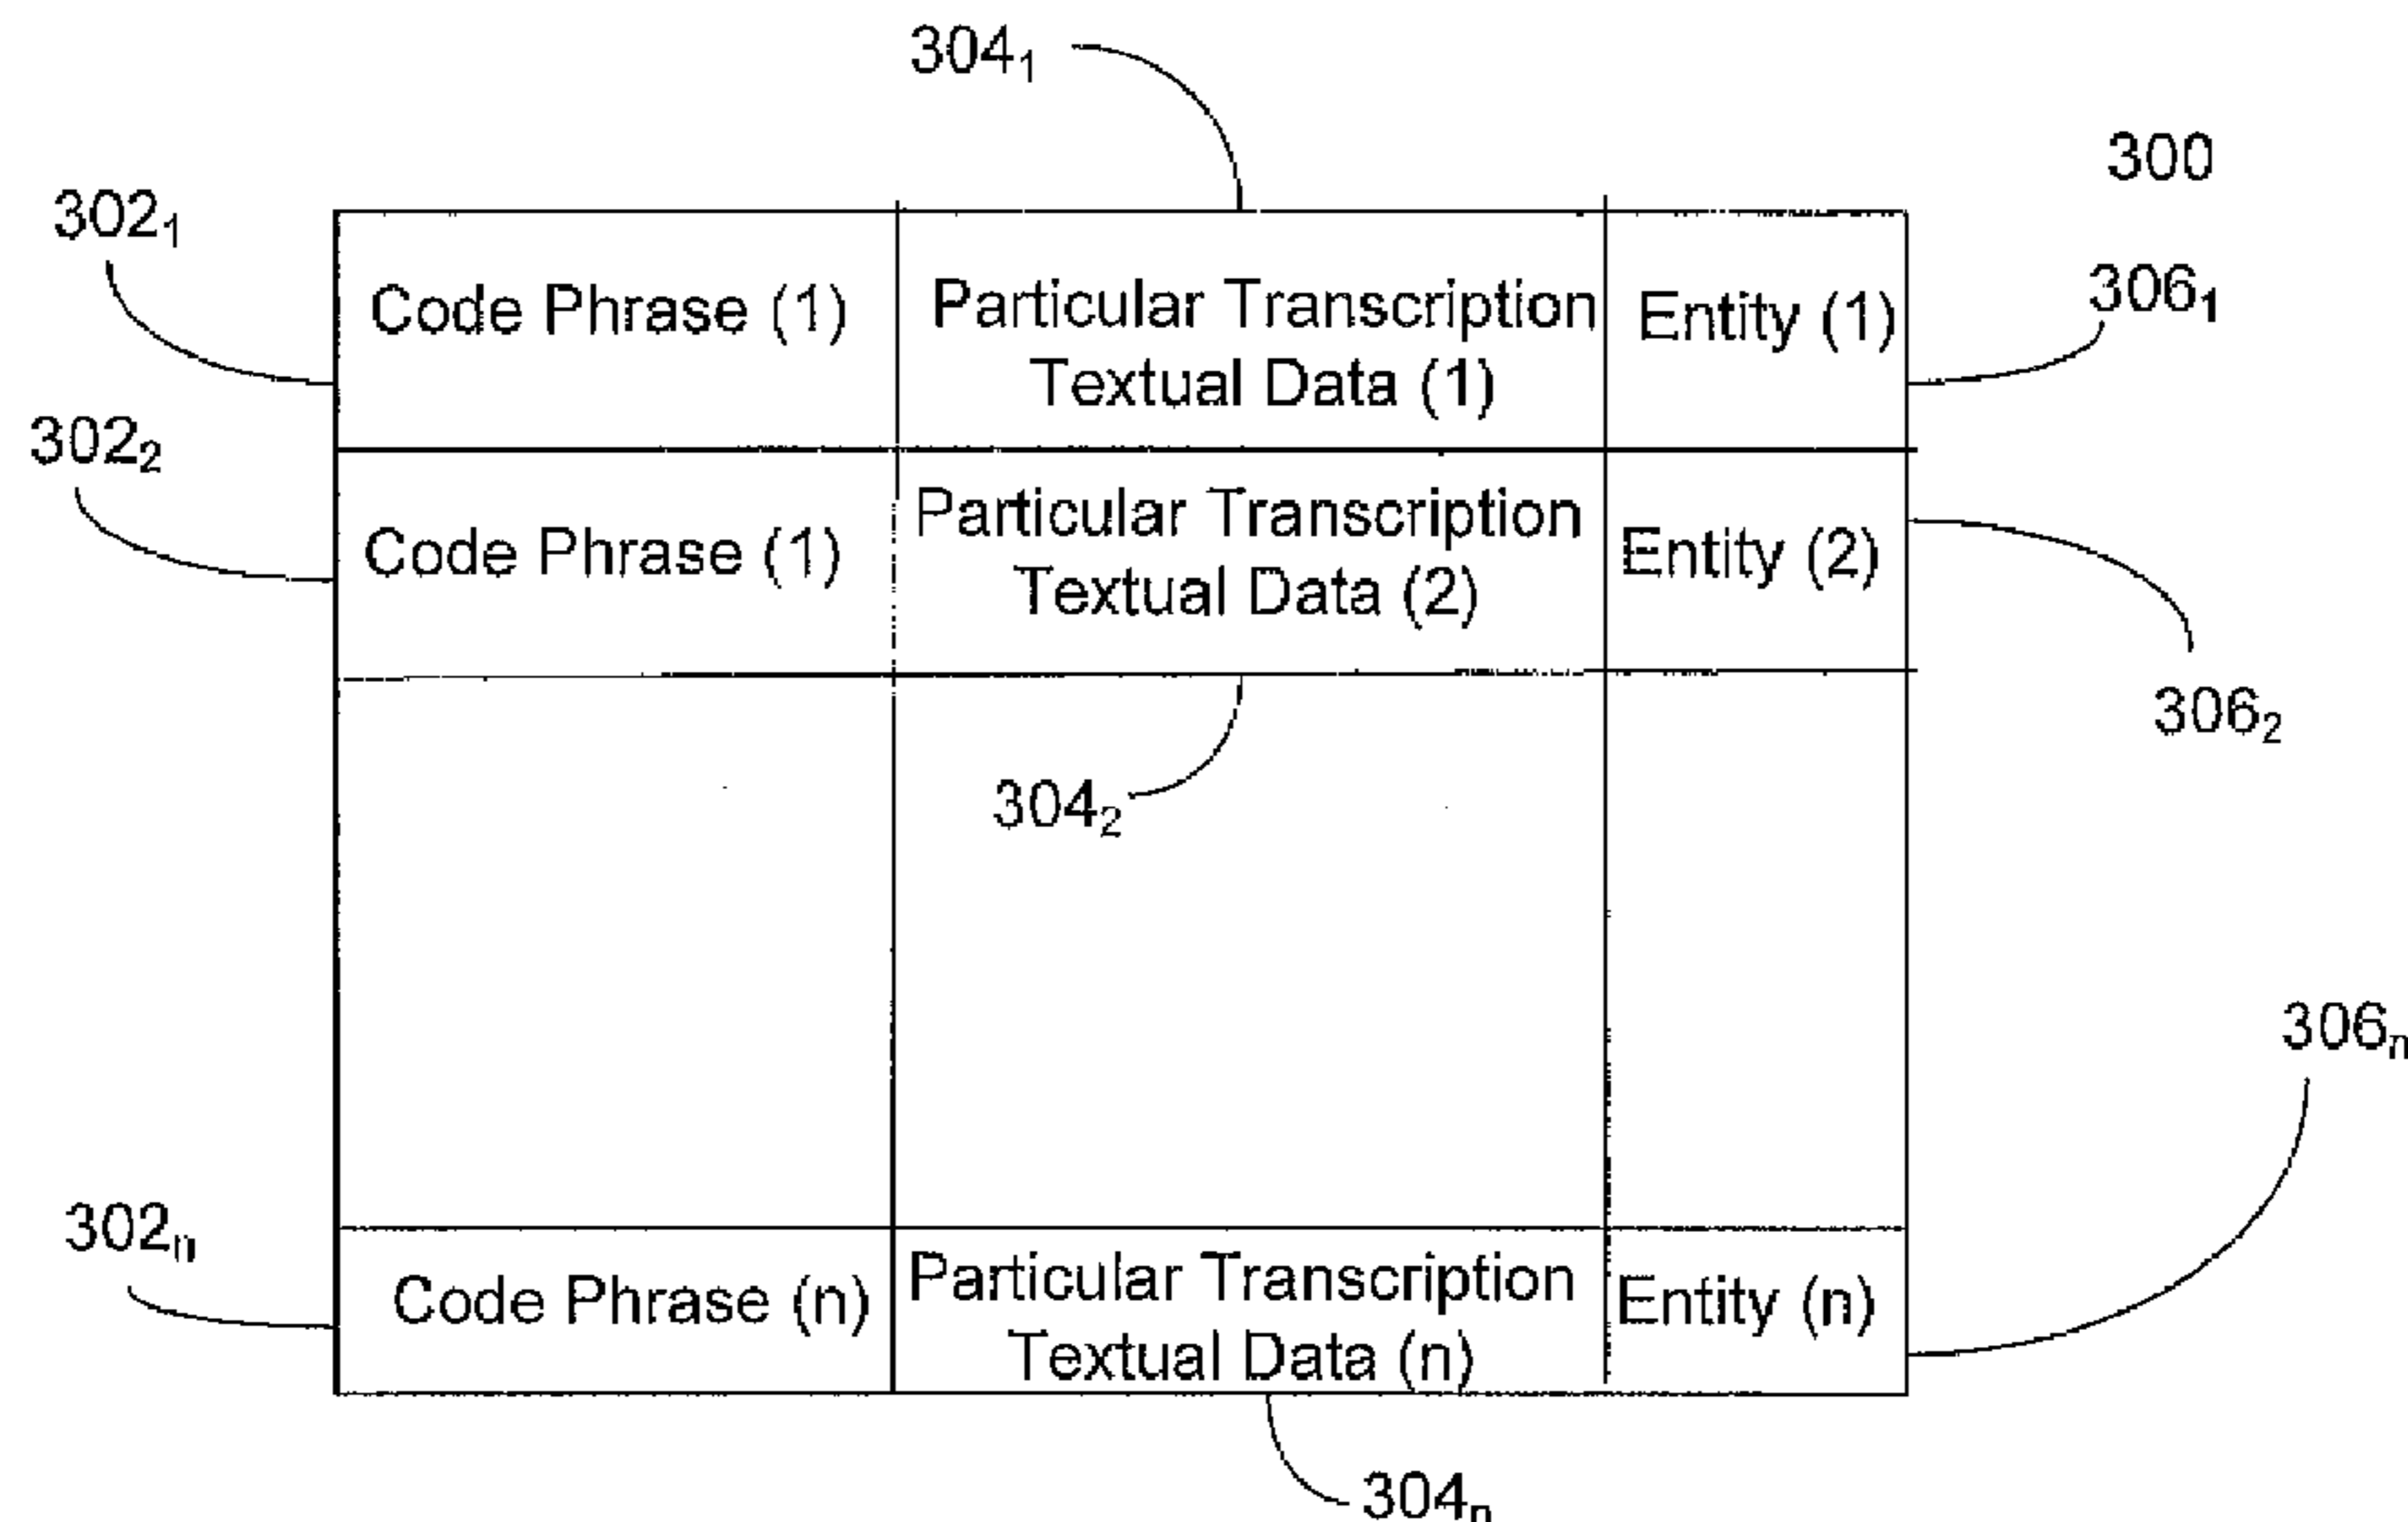 304₁
300
302₁
306₁
Code Phrase (1)
Particular Transcription
Textual Data (1)
Entity (1)
302₂
Code Phrase (1)
Particular Transcription
Textual Data (2)
Entity (2)
306₂
304₂
306ₙ
302ₙ
Code Phrase (n)
Particular Transcription
Textual Data (n)
Entity (n)
304ₙ